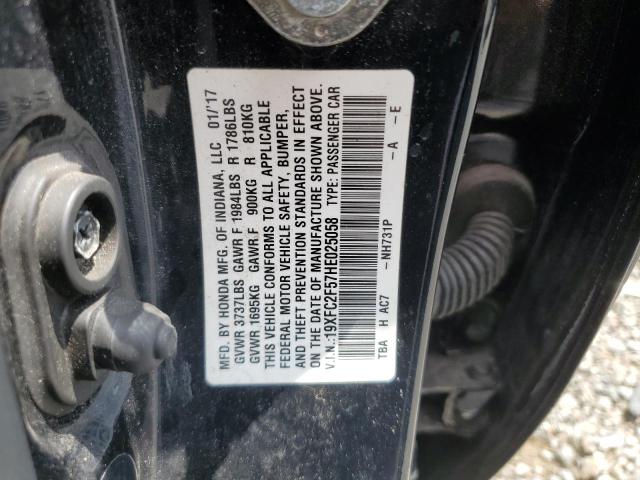 MFD. BY HONDA MFG. OF INDIANA, LLC 01/17
GVWR 3737LBS GAWR F 1984LBS R 1786LBS
GVWR 1695KG GAWR F 900KG R 810KG
THIS VEHICLE CONFORMS TO ALL APPLICABLE
FEDERAL MOTOR VEHICLE SAFETY, BUMPER,
AND THEFT PREVENTION STANDARDS IN EFFECT
ON THE DATE OF MANUFACTURE SHOWN ABOVE.
V.I.N.: 19XFC2F57HE025058 TYPE: PASSENGER CAR
TBA H AC7 -NH731P -A -E